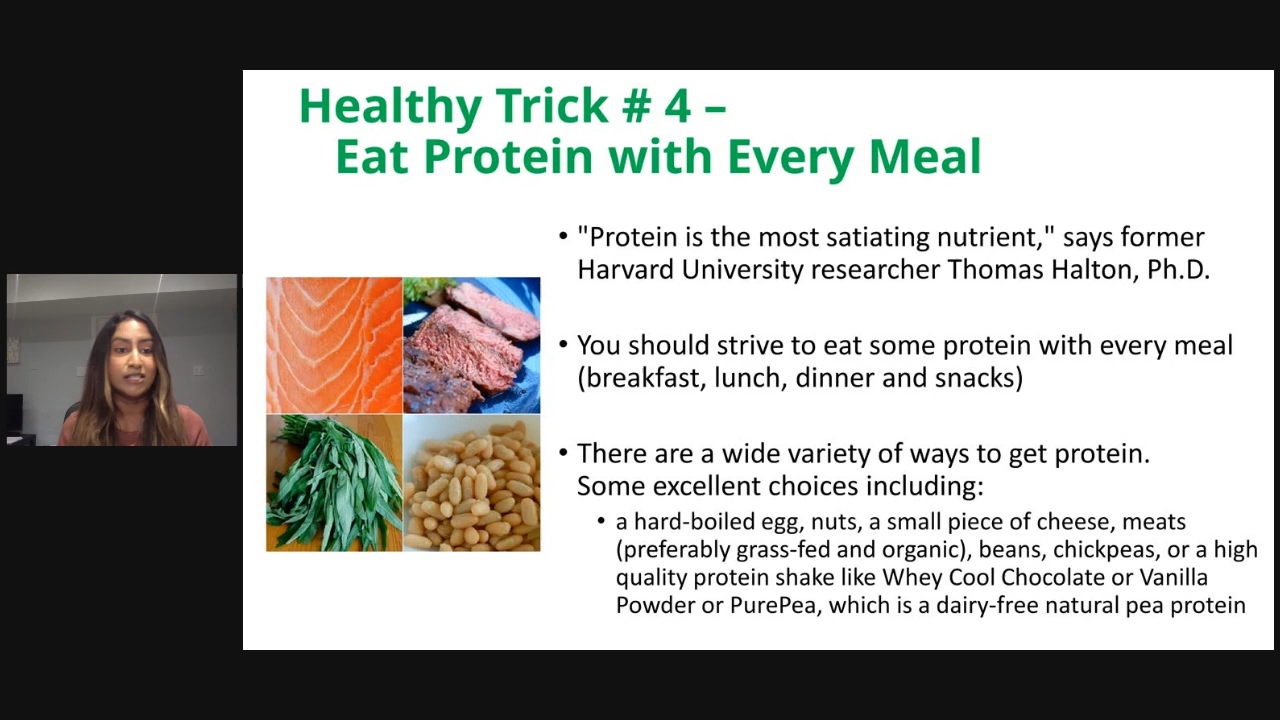 Healthy Trick # 4 –
Eat Protein with Every Meal
• "Protein is the most satiating nutrient," says former
Harvard University researcher Thomas Halton, Ph.D.
• You should strive to eat some protein with every meal
(breakfast, lunch, dinner and snacks)
• There are a wide variety of ways to get protein.
Some excellent choices including:
• a hard-boiled egg, nuts, a small piece of cheese, meats
(preferably grass-fed and organic), beans, chickpeas, or a high
quality protein shake like Whey Cool Chocolate or Vanilla
Powder or PurePea, which is a dairy-free natural pea protein